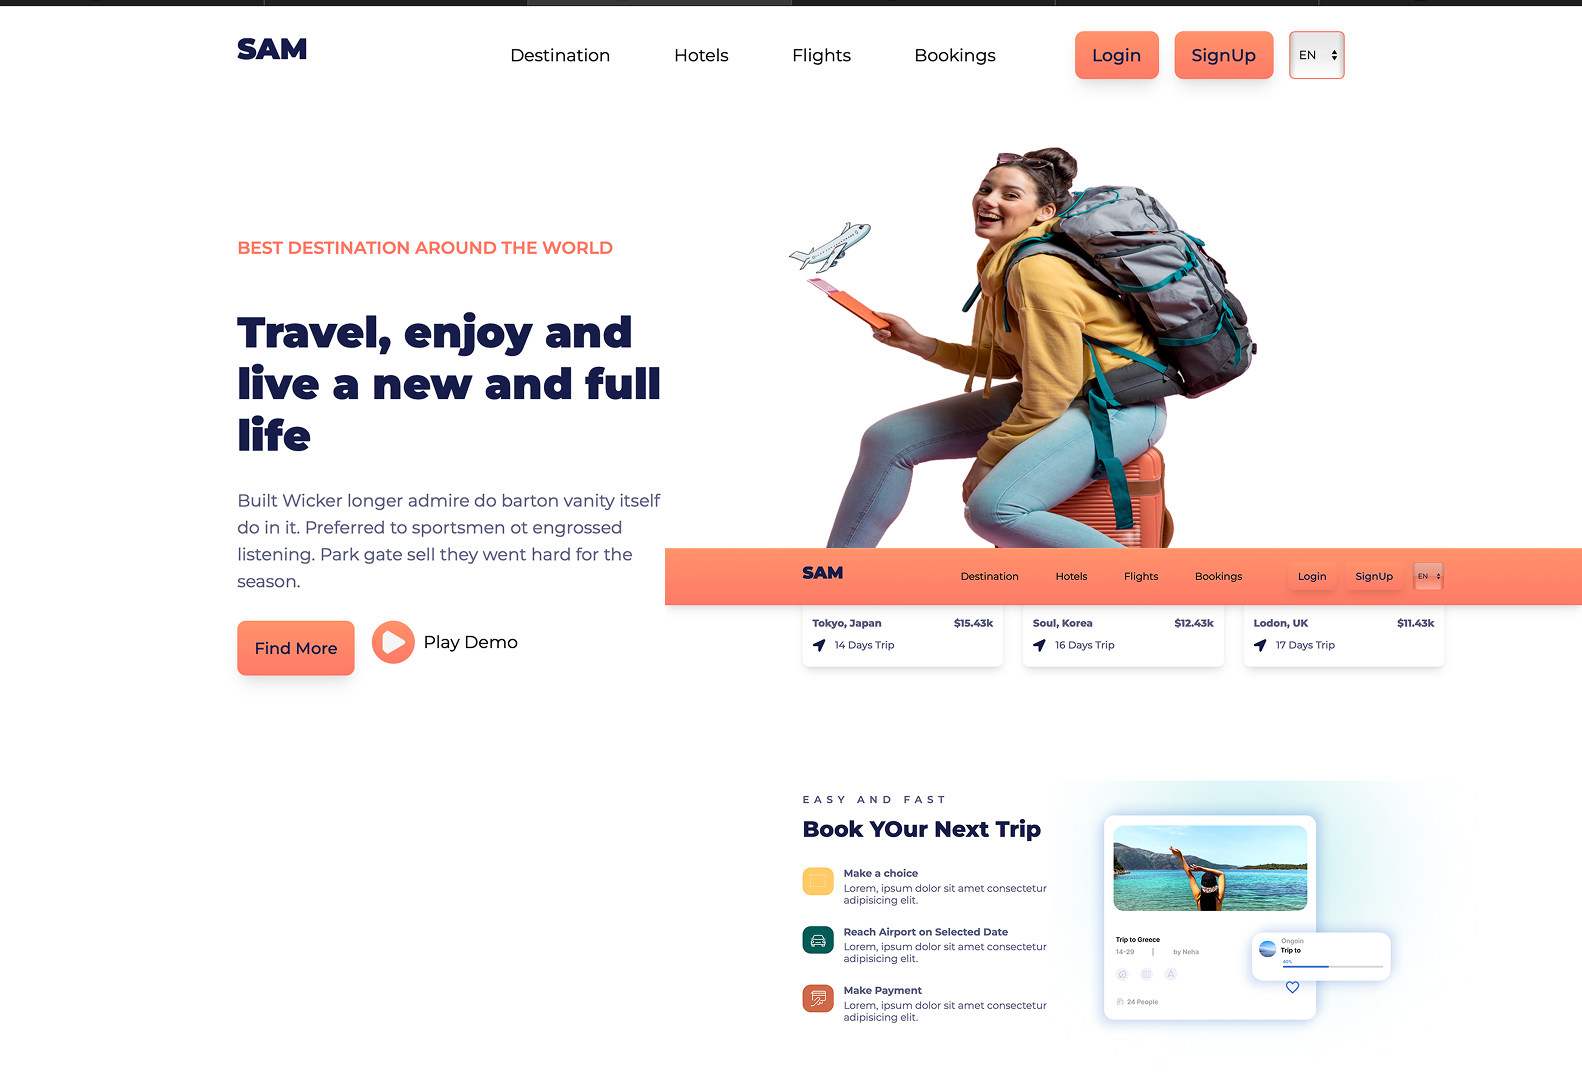 SAM
Destination
Hotels
Flights
Bookings
Login
SignUp
EN
BEST DESTINATION AROUND THE WORLD
Travel, enjoy and
live a new and full
life
Built Wicker longer admire do barton vanity itself
do in it. Preferred to sportsmen ot engrossed
listening. Park gate sell they went hard for the
season.
Find More
Play Demo
SAM
Destination
Hotels
Flights
Bookings
Login
SignUp
EN
Tokyo, Japan
$15.43k
14 Days Trip
Soul, Korea
$12.43k
16 Days Trip
Lodon, UK
$11.43k
17 Days Trip
EASY AND FAST
Book YOur Next Trip
Make a choice
Lorem, ipsum dolor sit amet consectetur
adipisicing elit.
Reach Airport on Selected Date
Lorem, ipsum dolor sit amet consectetur
adipisicing elit.
Make Payment
Lorem, ipsum dolor sit amet consectetur
adipisicing elit.
Trip to Greece
14-29 | by Neha
24 People
Ongoin
Trip to
40%